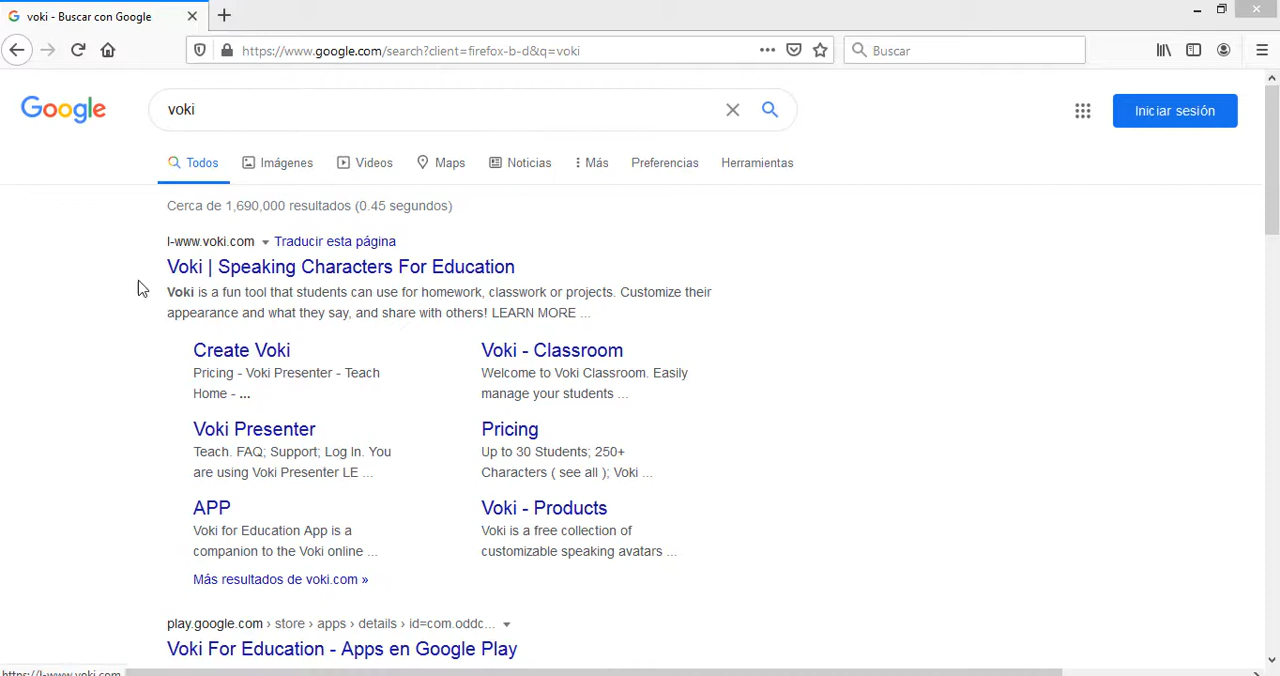 voki - Buscar con Google
https://www.google.com/search?client=firefox-b-d&q=voki
Buscar
Google
voki
Iniciar sesión
Todos Imágenes Videos Maps Noticias Más Preferencias Herramientas
Cerca de 1,690,000 resultados (0.45 segundos)
l-www.voki.com Traducir esta página
Voki | Speaking Characters For Education
Voki is a fun tool that students can use for homework, classwork or projects. Customize their
appearance and what they say, and share with others! LEARN MORE ...
Create Voki
Pricing - Voki Presenter - Teach
Home - ...
Voki - Classroom
Welcome to Voki Classroom. Easily
manage your students ...
Voki Presenter
Teach. FAQ; Support; Log In. You
are using Voki Presenter LE ...
Pricing
Up to 30 Students; 250+
Characters ( see all ); Voki ...
APP
Voki for Education App is a
companion to the Voki online ...
Voki - Products
Voki is a free collection of
customizable speaking avatars ...
Más resultados de voki.com »
play.google.com › store › apps › details › id=com.oddc...
Voki For Education - Apps en Google Play
https://l-www.voki.com